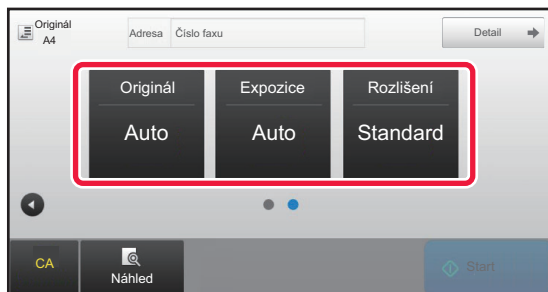 Originál
A4
Adresa Číslo faxu
Detail
Originál Expozice Rozlišení
Auto Auto Standard
CA
Náhled
Start